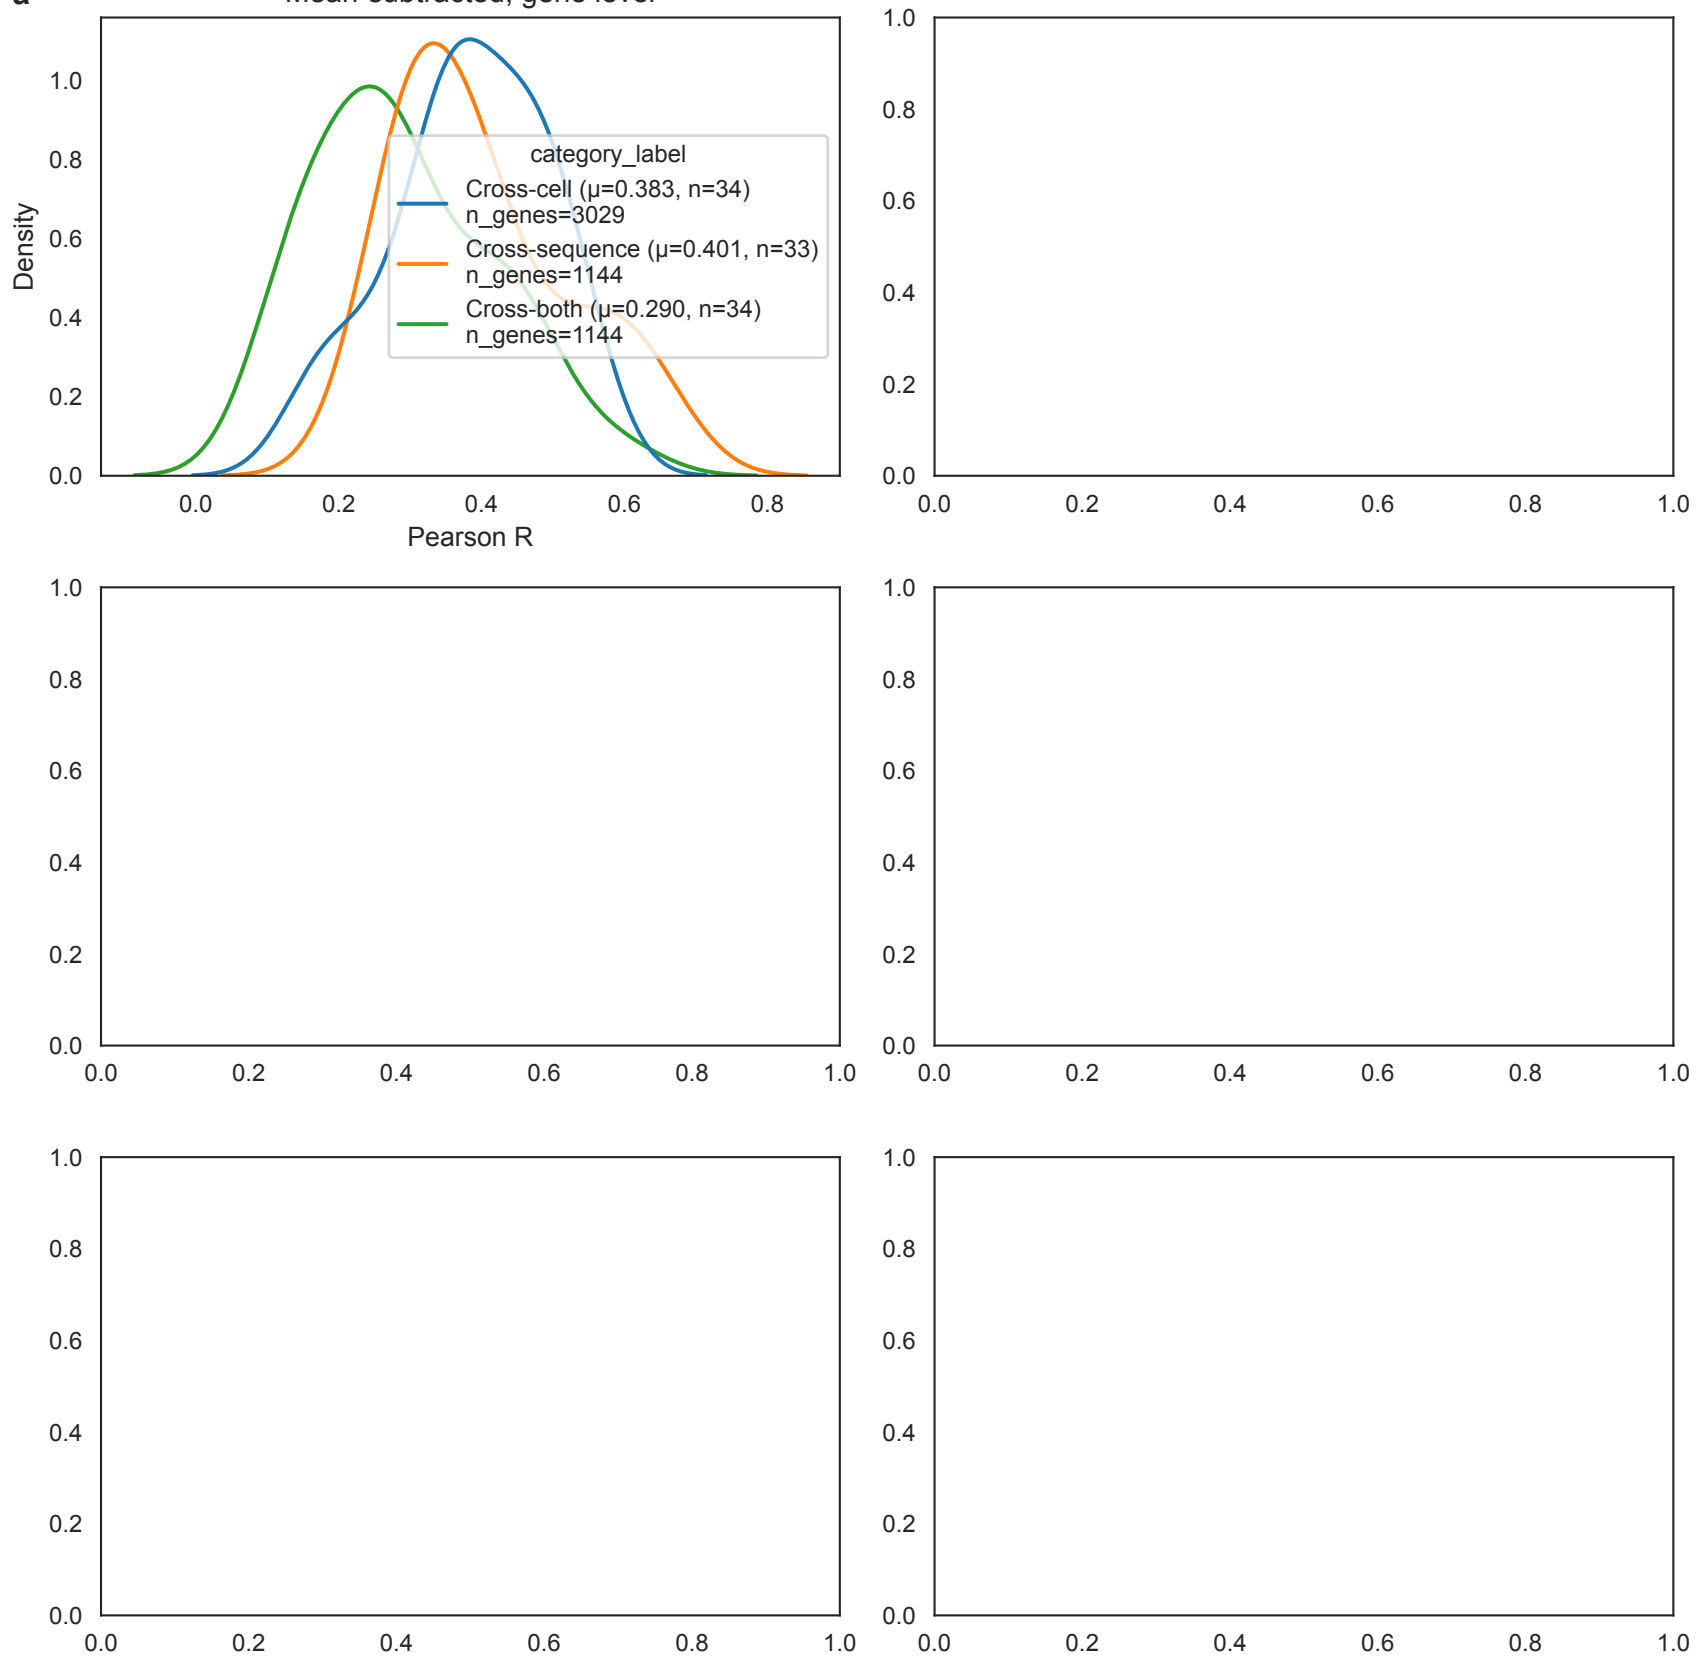 a
Mean-subtracted, gene level
1.0
0.8
0.6
0.4
0.2
0.0
Density
category_label
Cross-cell (μ=0.383, n=34)
n_genes=3029
Cross-sequence (μ=0.401, n=33)
n_genes=1144
Cross-both (μ=0.290, n=34)
n_genes=1144
0.0 0.2 0.4 0.6 0.8
Pearson R
1.0
0.8
0.6
0.4
0.2
0.0
0.0 0.2 0.4 0.6 0.8 1.0
1.0
0.8
0.6
0.4
0.2
0.0
0.0 0.2 0.4 0.6 0.8 1.0
1.0
0.8
0.6
0.4
0.2
0.0
0.0 0.2 0.4 0.6 0.8 1.0
1.0
0.8
0.6
0.4
0.2
0.0
0.0 0.2 0.4 0.6 0.8 1.0
1.0
0.8
0.6
0.4
0.2
0.0
0.0 0.2 0.4 0.6 0.8 1.0